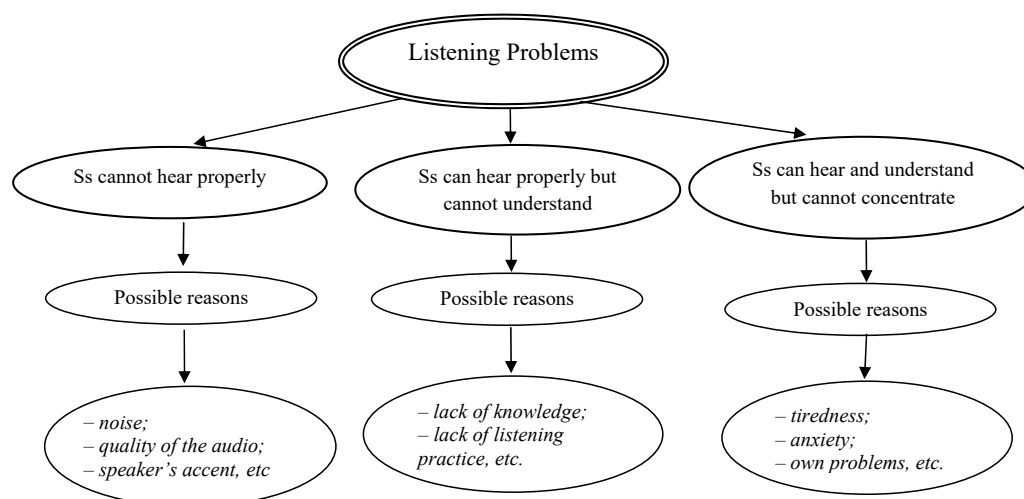 Listening Problems
Ss cannot hear properly
Ss can hear properly but
cannot understand
Ss can hear and understand
but cannot concentrate
Possible reasons
Possible reasons
Possible reasons
– noise;
– quality of the audio;
– speaker’s accent, etc
– lack of knowledge;
– lack of listening
practice, etc.
– tiredness;
– anxiety;
– own problems, etc.